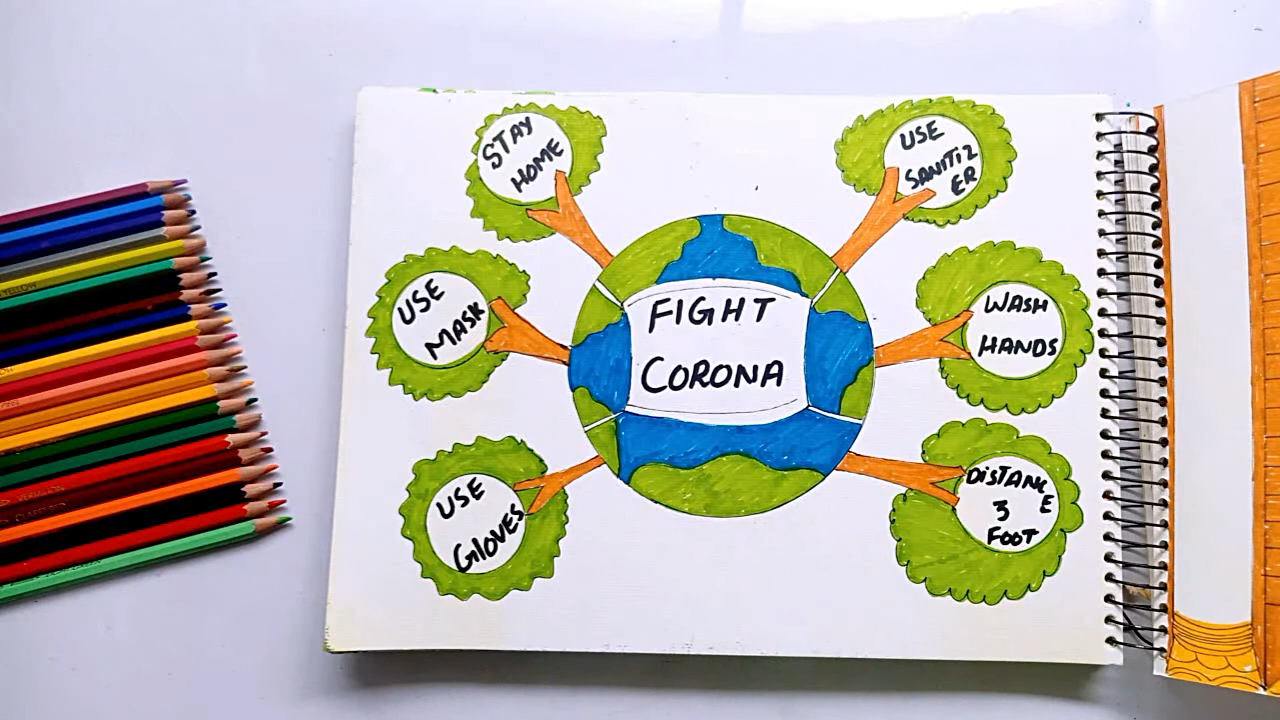 STAY
HOME
USE
SANITIZ
ER
USE
MASK
FIGHT
CORONA
WASH
HANDS
USE
GlOVES
DiSTANC
E
3
FOOT